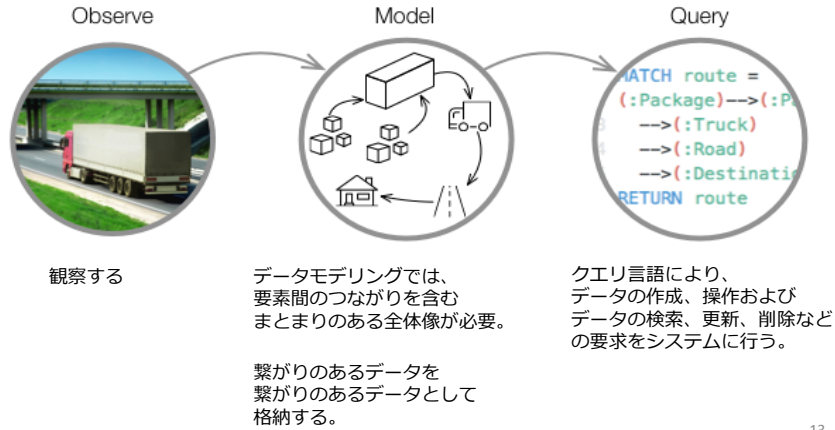 Observe
Model
Query
MATCH route =
(:Package)-->(:P
-->(:Truck)
-->(:Road)
-->(:Destinatio
RETURN route
観察する
データモデリングでは、
要素間のつながりを含む
まとまりのある全体像が必要。
繋がりのあるデータを
繋がりのあるデータとして
格納する。
クエリ言語により、
データの作成、操作および
データの検索、更新、削除など
の要求をシステムに行う。